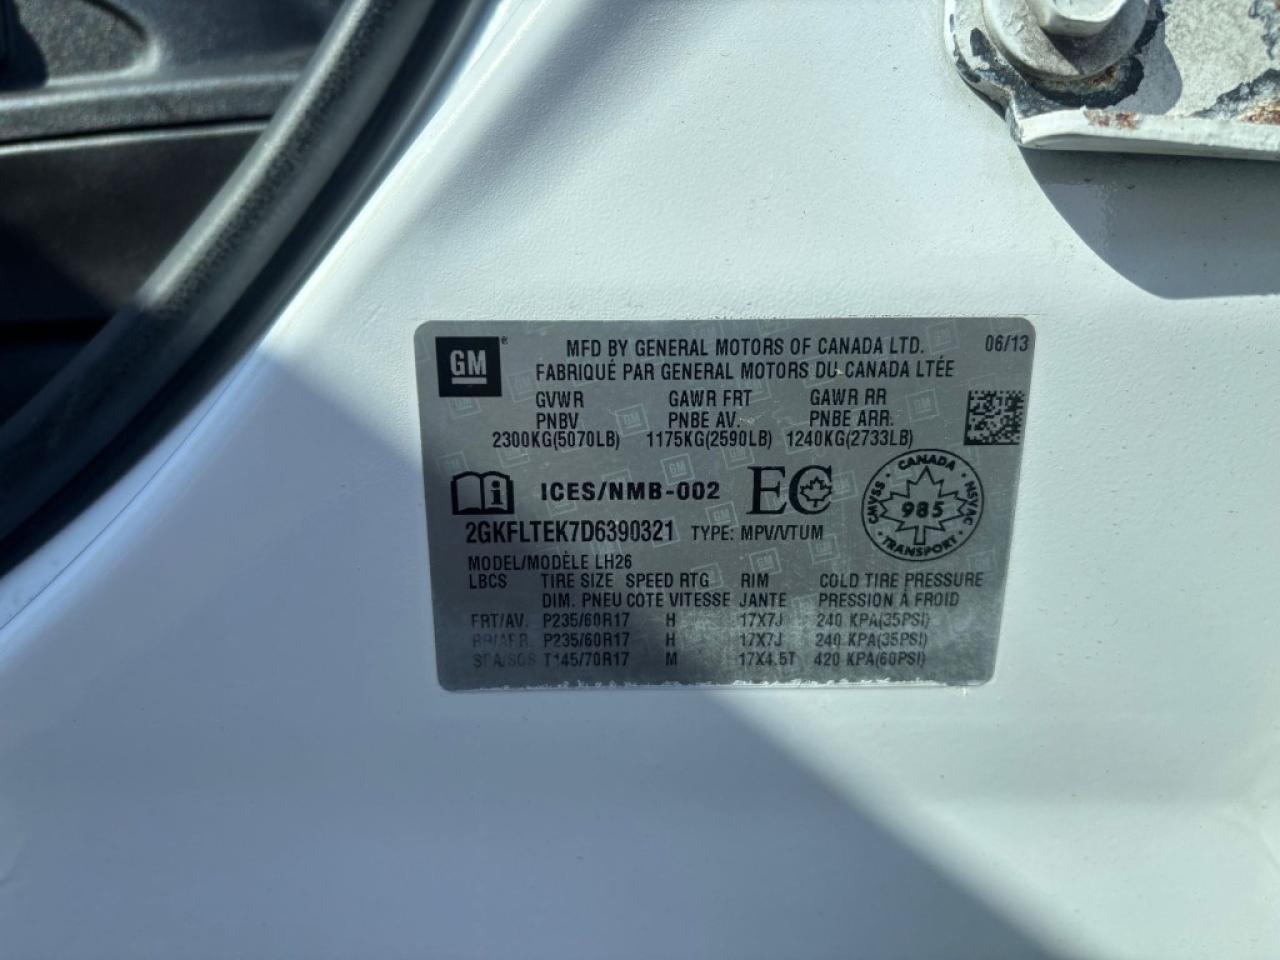 GM
MFD BY GENERAL MOTORS OF CANADA LTD. 06/13
FABRIQUÉ PAR GENERAL MOTORS DU CANADA LTÉE
GVWR GAWR FRT GAWR RR
PNBV PNBE AV. PNBE ARR.
2300KG(5070LB) 1175KG(2590LB) 1240KG(2733LB)
ICES/NMB-002 EC
CANADA CMVSS NSVAC 985 TRANSPORT
2GKFLTEK7D6390321 TYPE: MPV/VTUM
MODEL/MODÈLE LH26
LBCS TIRE SIZE SPEED RTG RIM COLD TIRE PRESSURE
DIM. PNEU COTE VITESSE JANTE PRESSION À FROID
FRT/AV. P235/60R17 H 17X7J 240 KPA(35PSI)
RR/ARR. P235/60R17 H 17X7J 240 KPA(35PSI)
SPA/SOS T145/70R17 M 17X4.5T 420 KPA(60PSI)